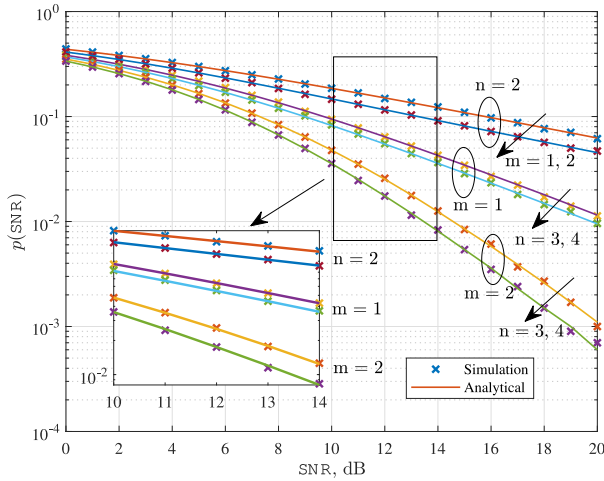 10^0
10^-1
10^-2
10^-3
10^-4
p(SNR)
n = 2
m = 1, 2
m = 1
n = 3, 4
m = 2
n = 3, 4
n = 2
m = 1
m = 2
10^-2
10 11 12 13 14
Simulation
Analytical
0 2 4 6 8 10 12 14 16 18 20
SNR, dB